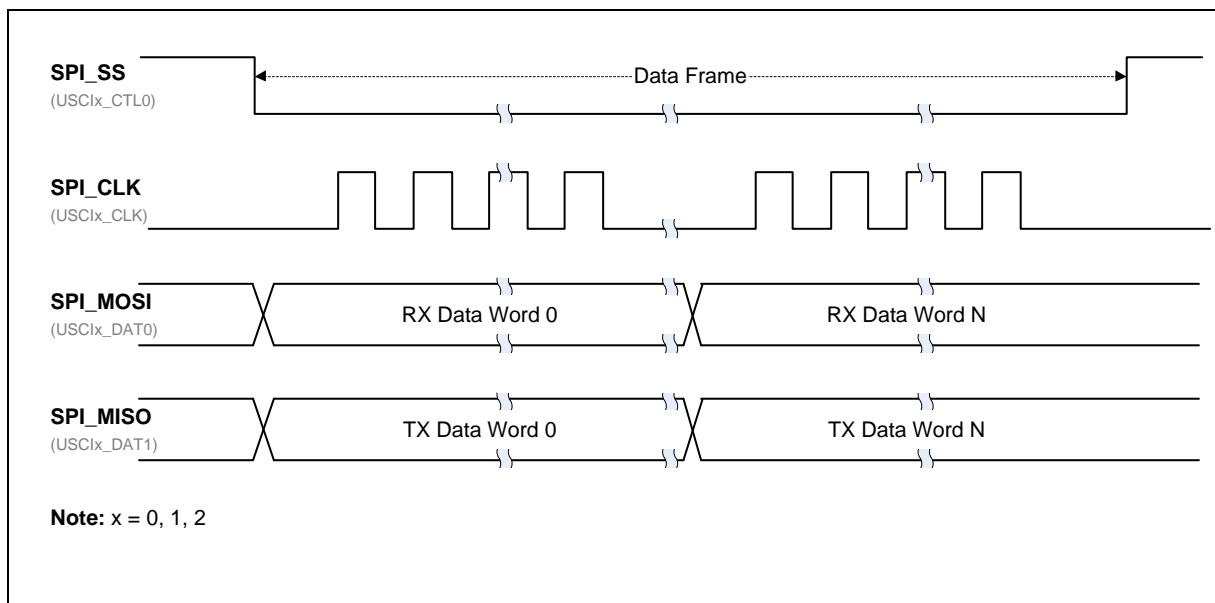 SPI_SS
(USCIx_CTL0)
Data Frame
SPI_CLK
(USCIx_CLK)
SPI_MOSI
(USCIx_DAT0)
RX Data Word 0
RX Data Word N
SPI_MISO
(USCIx_DAT1)
TX Data Word 0
TX Data Word N
Note: x = 0, 1, 2